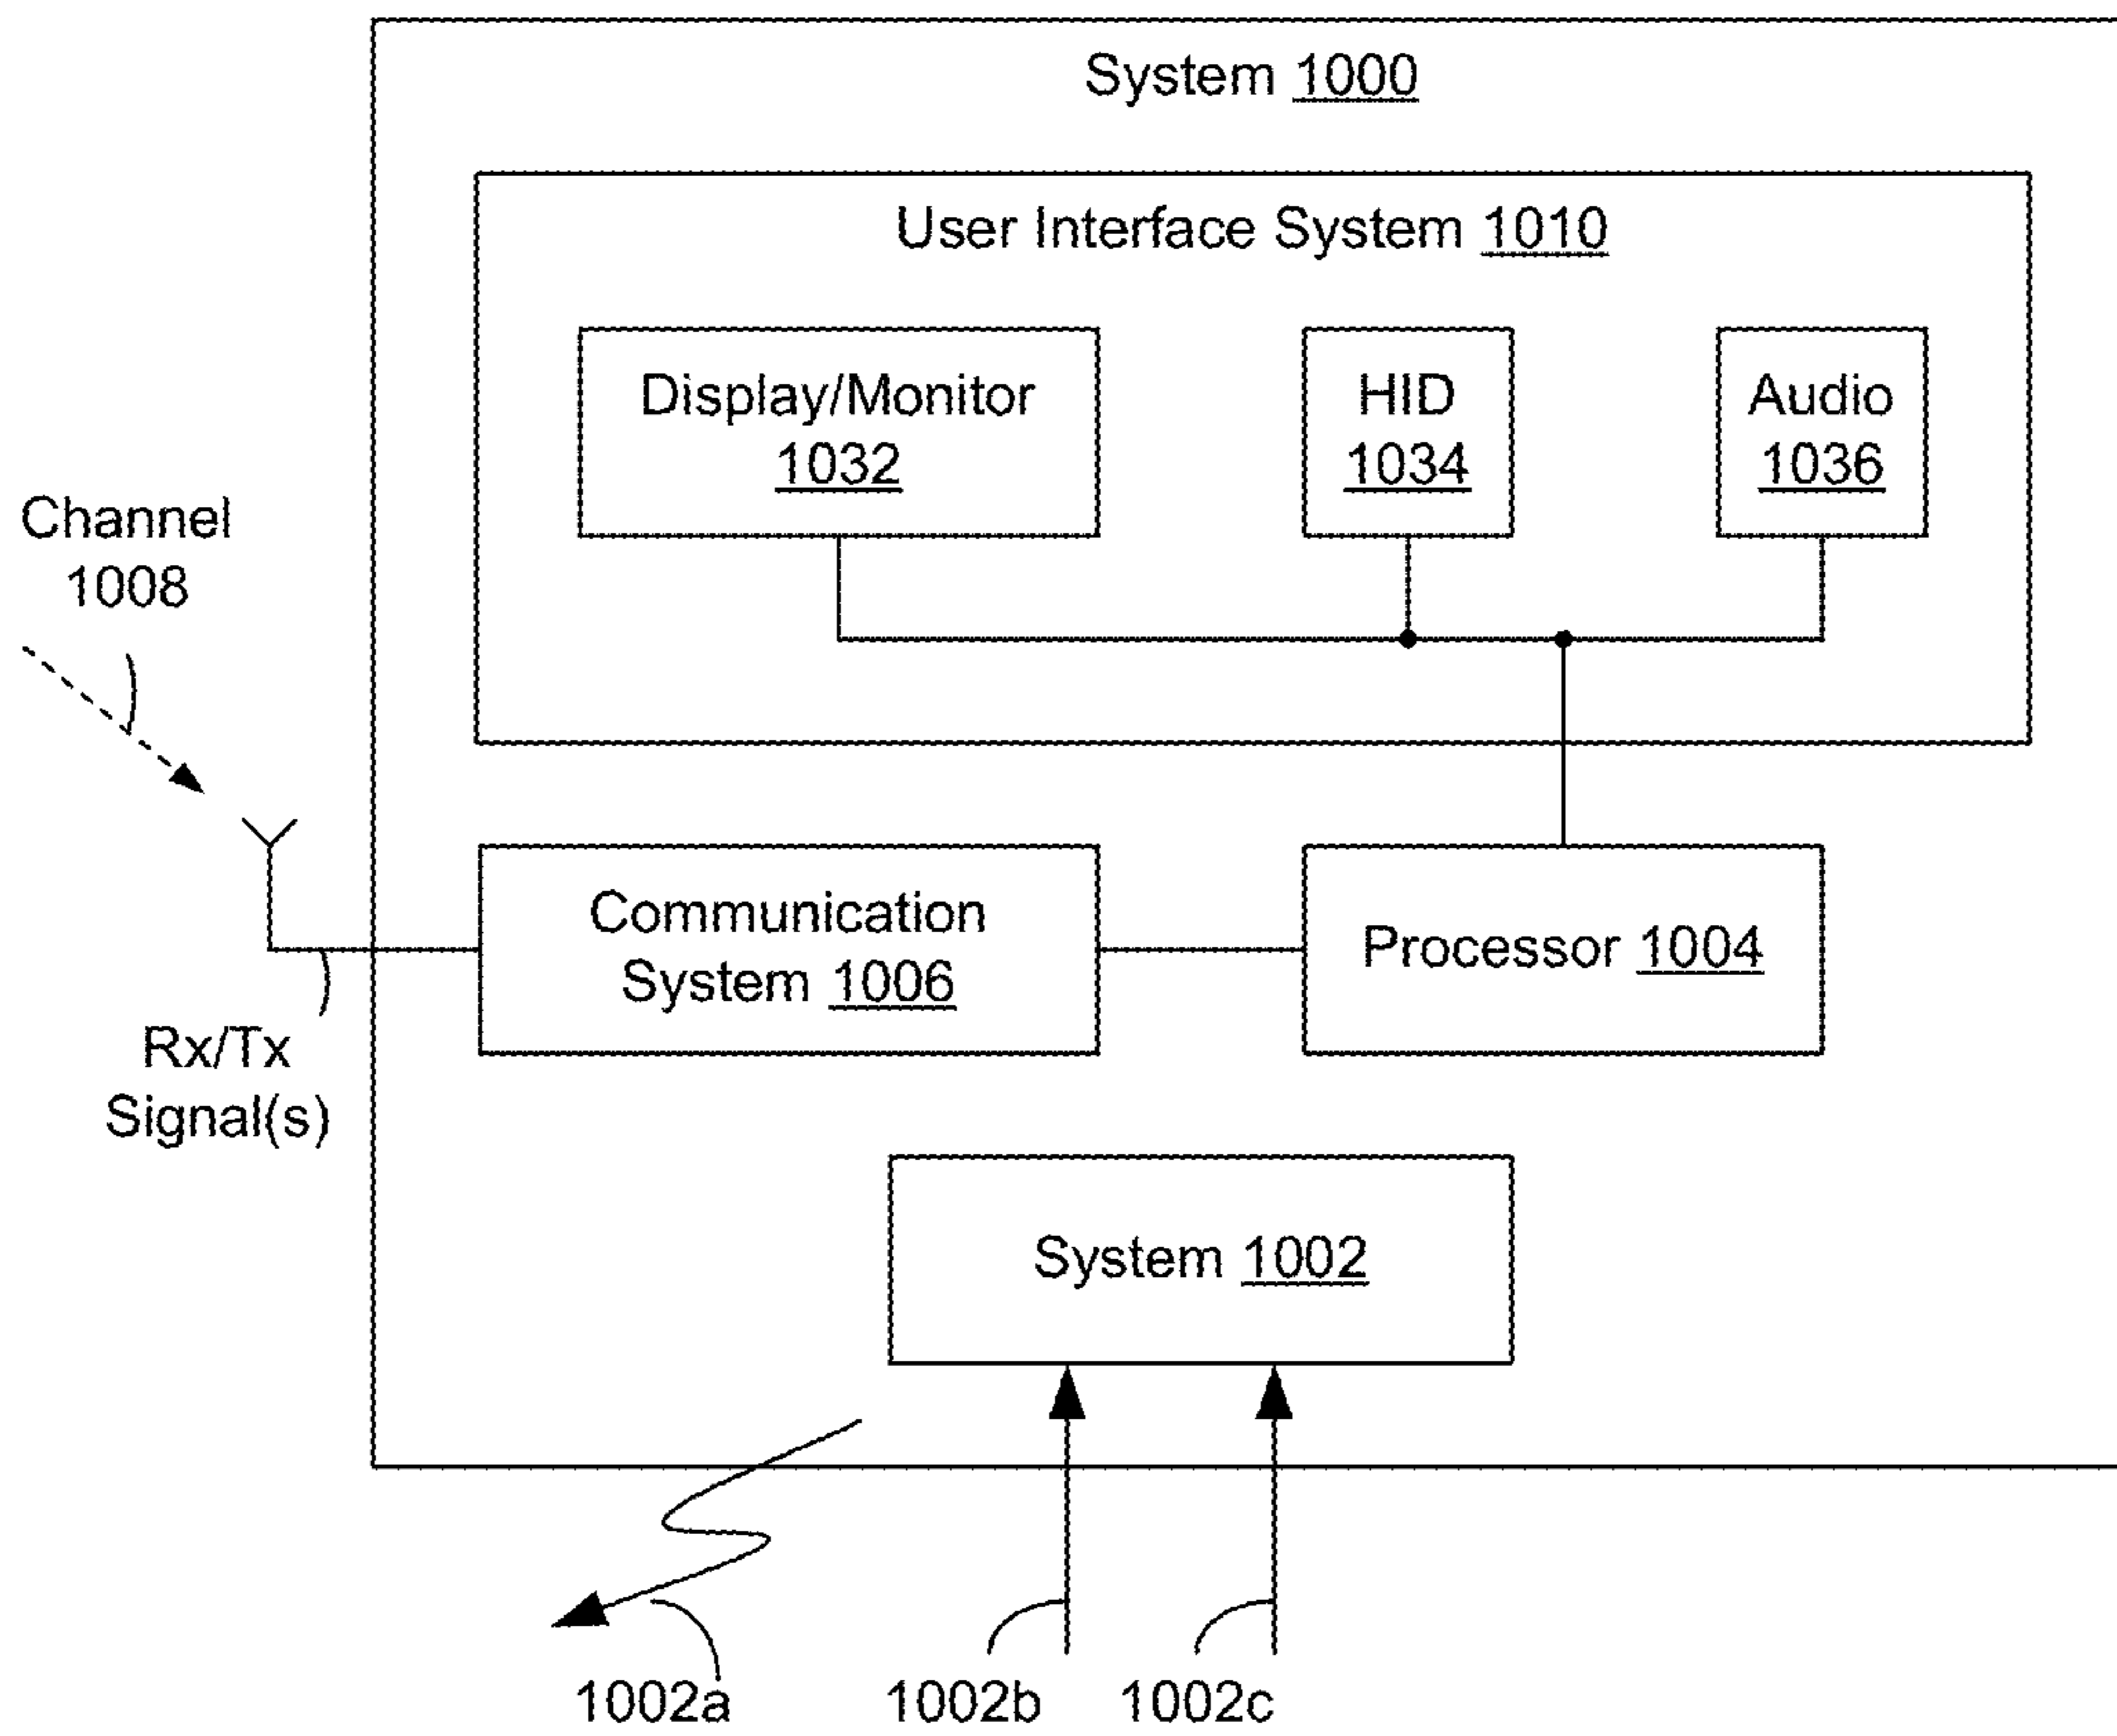 System 1000
User Interface System 1010
Display/Monitor
1032
HID
1034
Audio
1036
Channel
1008
Communication
System 1006
Processor 1004
Rx/Tx
Signal(s)
System 1002
1002a
1002b
1002c